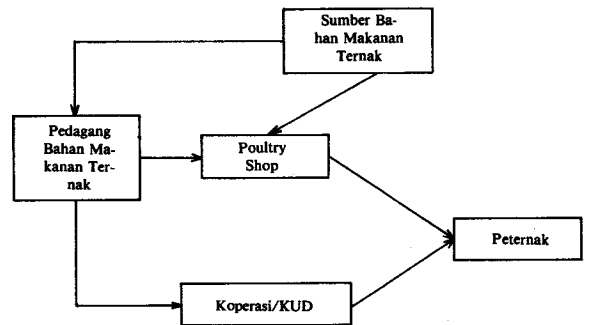 Sumber Ba-
han Makanan
Ternak
Pedagang
Bahan Ma-
kanan Ter-
nak
Poultry
Shop
Peternak
Koperasi/KUD